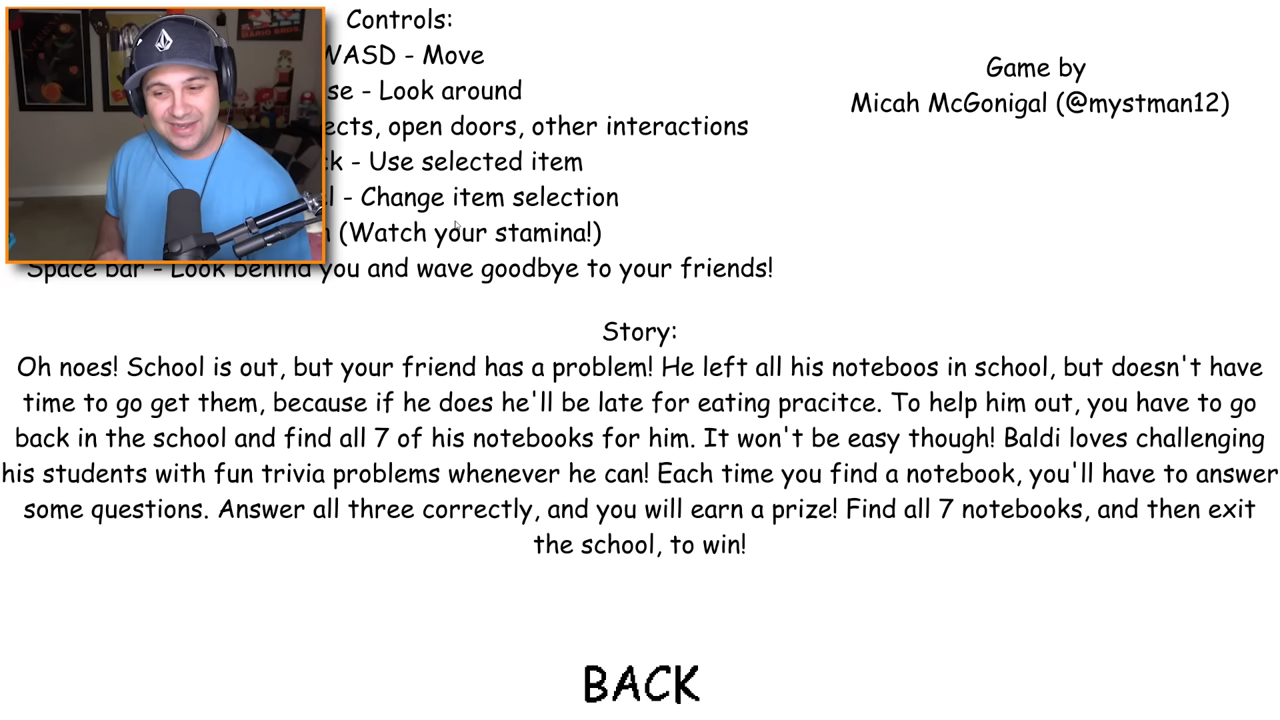 Controls:
WASD - Move
se - Look around
ects, open doors, other interactions
ck - Use selected item
el - Change item selection
n (Watch your stamina!)
Space bar - Look behind you and wave goodbye to your friends!
Game by
Micah McGonigal (@mystman12)
Story:
Oh noes! School is out, but your friend has a problem! He left all his noteboos in school, but doesn't have
time to go get them, because if he does he'll be late for eating pracitce. To help him out, you have to go
back in the school and find all 7 of his notebooks for him. It won't be easy though! Baldi loves challenging
his students with fun trivia problems whenever he can! Each time you find a notebook, you'll have to answer
some questions. Answer all three correctly, and you will earn a prize! Find all 7 notebooks, and then exit
the school, to win!
BACK